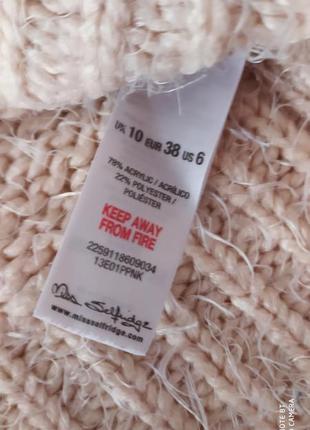 UK 10 EUR 38 US 6
78% ACRYLIC / ACRÍLICO
22% POLYESTER /
POLIÉSTER
KEEP AWAY
FROM FIRE
2259118609034
13E01PPNK
Miss Selfridge
www.missselfridge.com